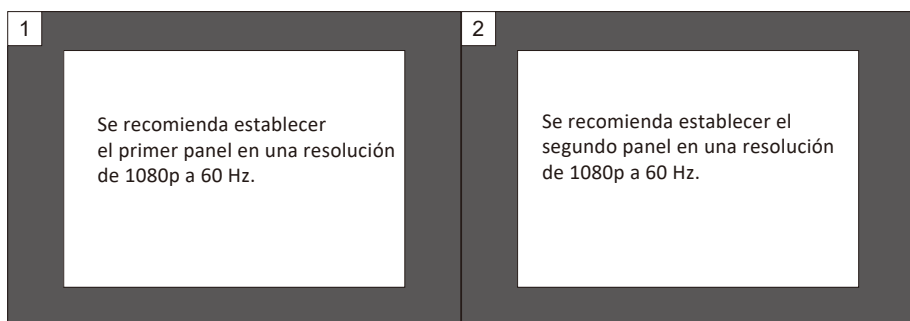 1
Se recomienda establecer
el primer panel en una resolución
de 1080p a 60 Hz.
2
Se recomienda establecer el
segundo panel en una resolución
de 1080p a 60 Hz.